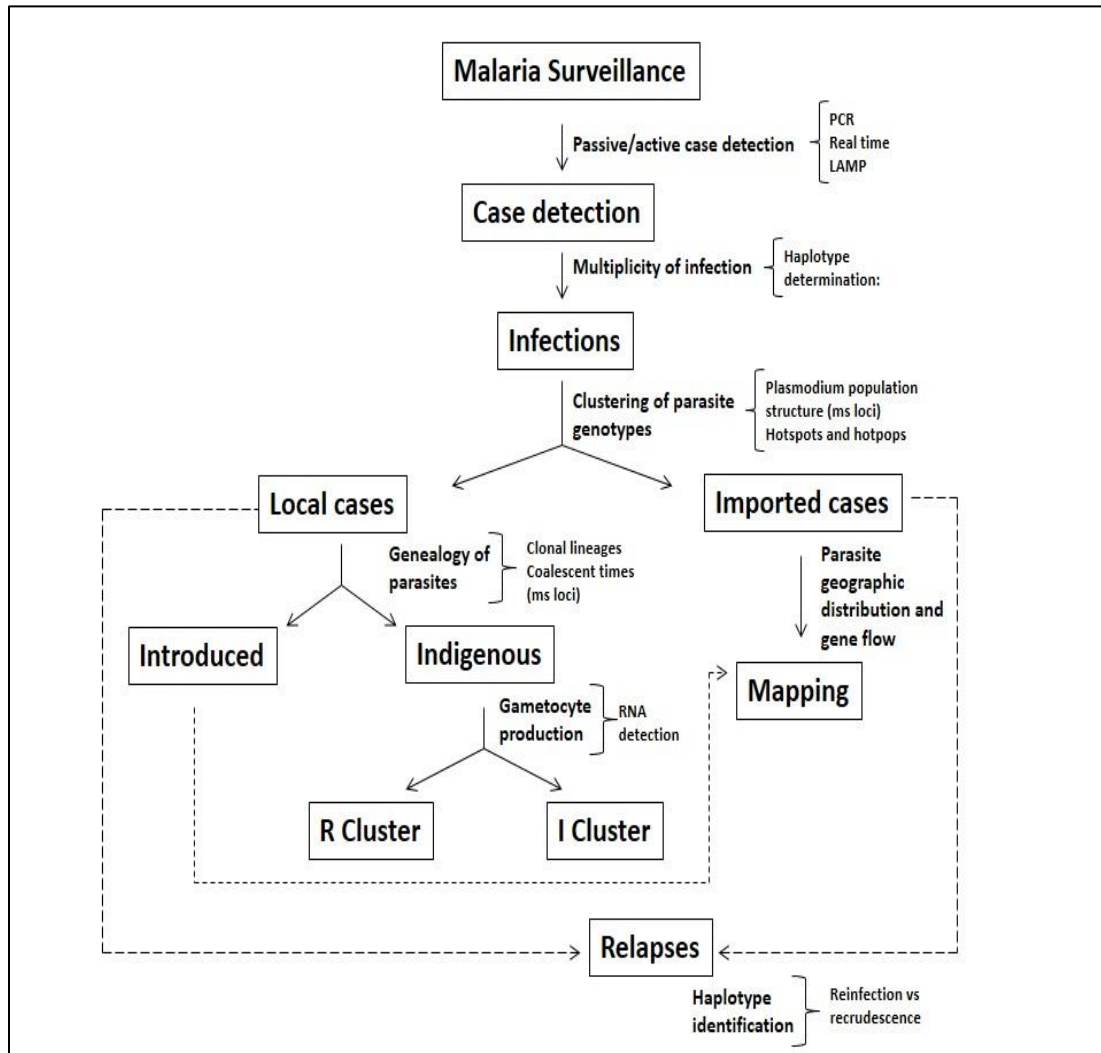 Malaria Surveillance
Passive/active case detection
PCR
Real time
LAMP
Case detection
Multiplicity of infection
Haplotype
determination:
Infections
Clustering of parasite
genotypes
Plasmodium population
structure (ms loci)
Hotspots and hotpops
Local cases
Imported cases
Genealogy of
parasites
Clonal lineages
Coalescent times
(ms loci)
Parasite
geographic
distribution and
gene flow
Introduced
Indigenous
Mapping
Gametocyte
production
RNA
detection
R Cluster
I Cluster
Relapses
Haplotype
identification
Reinfection vs
recrudescence